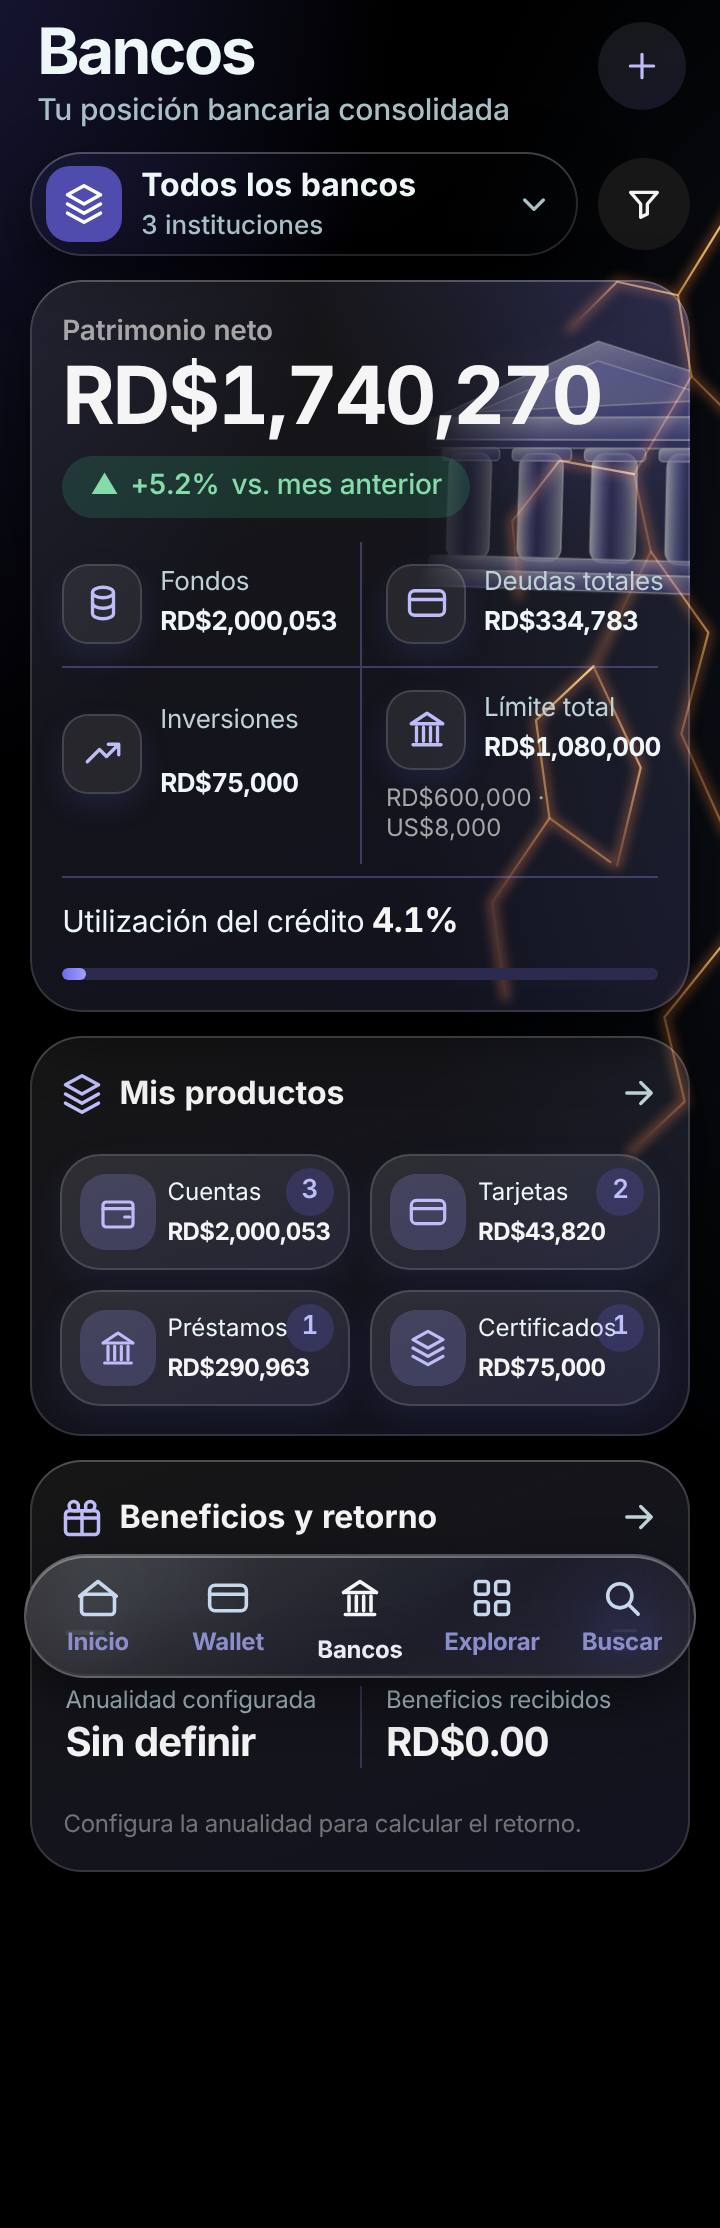 Bancos
Tu posición bancaria consolidada
Todos los bancos
3 instituciones
Patrimonio neto
RD$1,740,270
▲ +5.2% vs. mes anterior
Fondos
RD$2,000,053
Deudas totales
RD$334,783
Inversiones
RD$75,000
Límite total
RD$1,080,000
RD$600,000 ·
US$8,000
Utilización del crédito 4.1%
Mis productos
Cuentas 3
RD$2,000,053
Tarjetas 2
RD$43,820
Préstamos 1
RD$290,963
Certificados 1
RD$75,000
Beneficios y retorno
Inicio
Wallet
Bancos
Explorar
Buscar
Anualidad configurada
Sin definir
Beneficios recibidos
RD$0.00
Configura la anualidad para calcular el retorno.